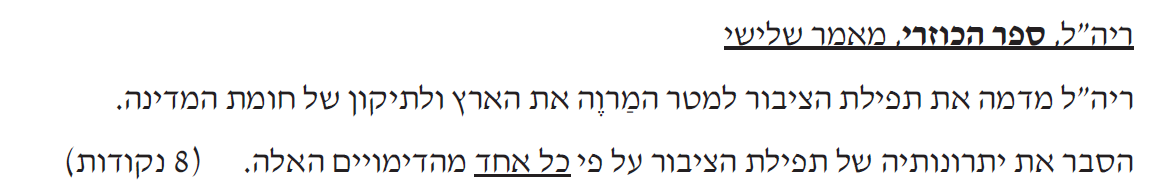 ריה"ל, ספר הכוזרי, מאמר שלישי
ריה"ל מדמה את תפילת הציבור למטר המַרוֶה את הארץ ולתיקון של חומת המדינה.
הסבר את יתרונותיה של תפילת הציבור על פי כל אחד מהדימויים האלה. (8 נקודות)